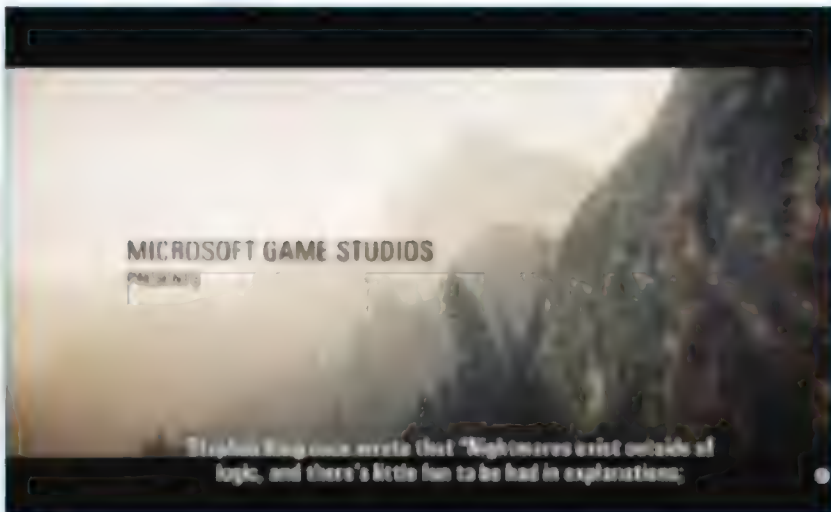 MICROSOFT GAME STUDIOS
PRESENTS
Stephen King once wrote that "Nightmares exist outside of
logic, and there's little fun to be had in explanations;